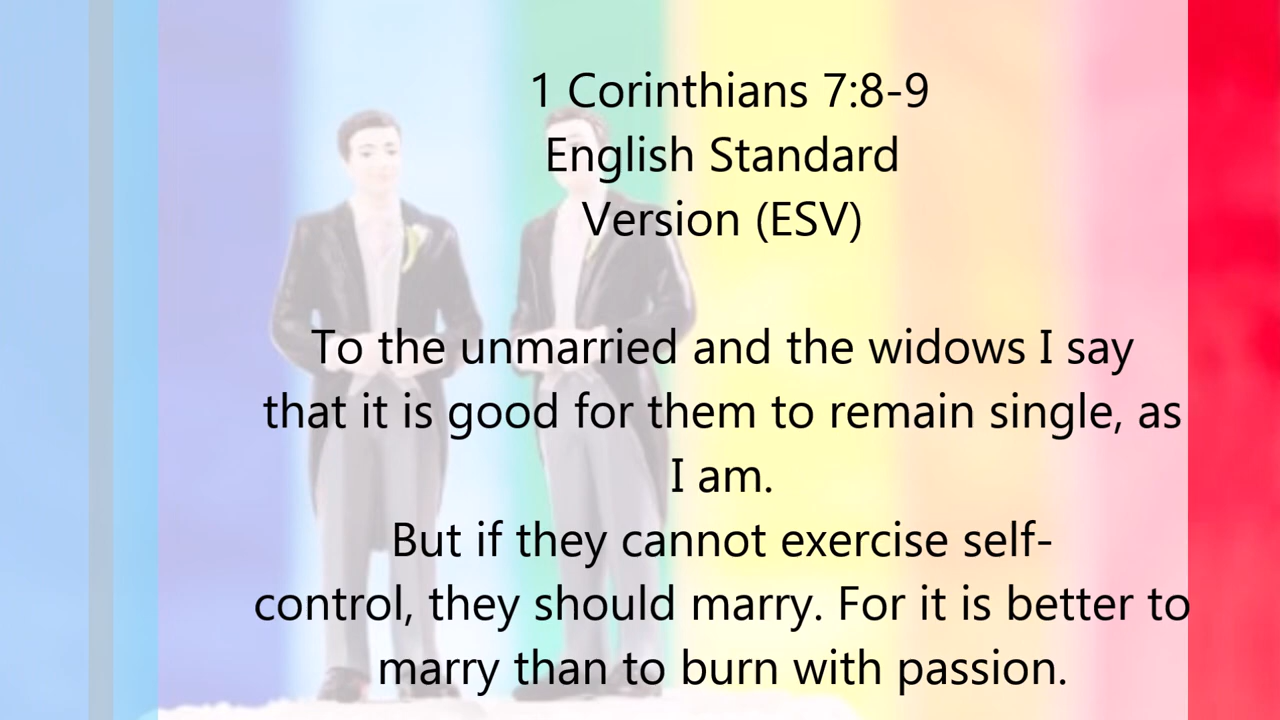 1 Corinthians 7:8-9
English Standard
Version (ESV)
To the unmarried and the widows I say
that it is good for them to remain single, as
I am.
But if they cannot exercise self-
control, they should marry. For it is better to
marry than to burn with passion.